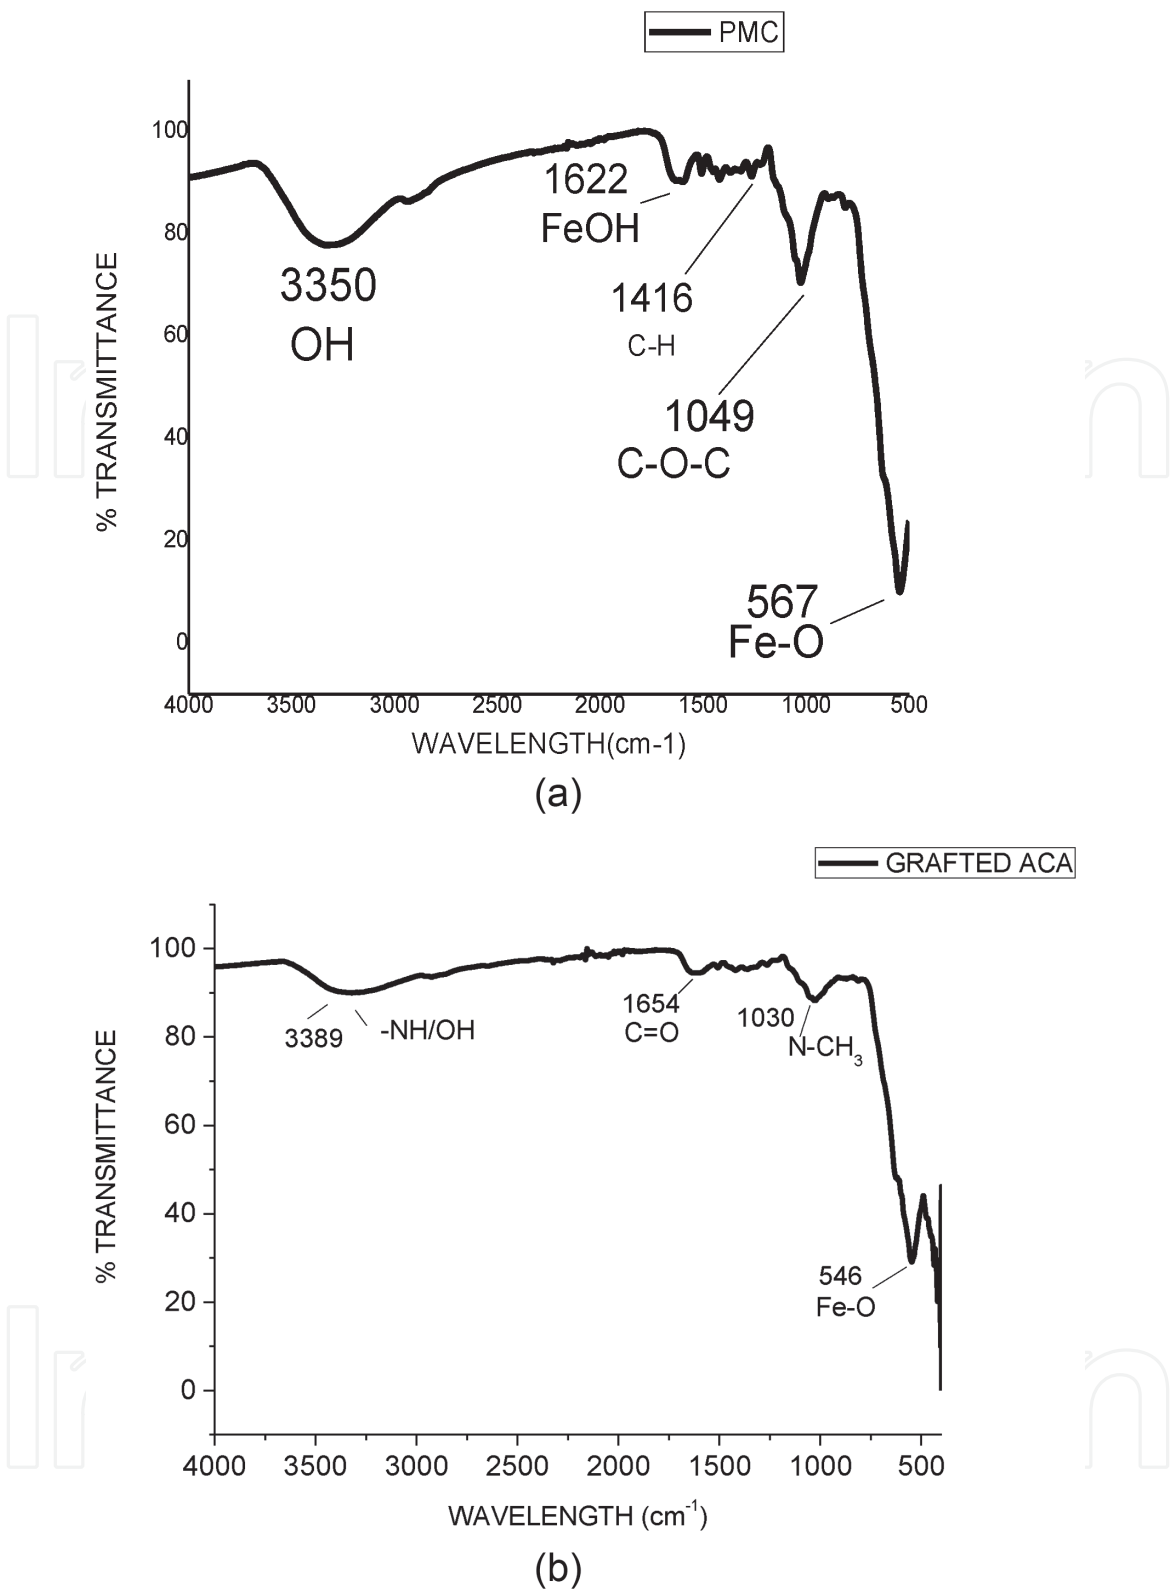 PMC
100
80
60
40
20
0
% TRANSMITTANCE
3350
OH
1622
FeOH
1416
C-H
1049
C-O-C
567
Fe-O
4000 3500 3000 2500 2000 1500 1000 500
WAVELENGTH(cm-1)
(a)
GRAFTED ACA
100
80
60
40
20
0
% TRANSMITTANCE
3389
-NH/OH
1654
C=O
1030
N-CH₃
546
Fe-O
4000 3500 3000 2500 2000 1500 1000 500
WAVELENGTH (cm⁻¹)
(b)